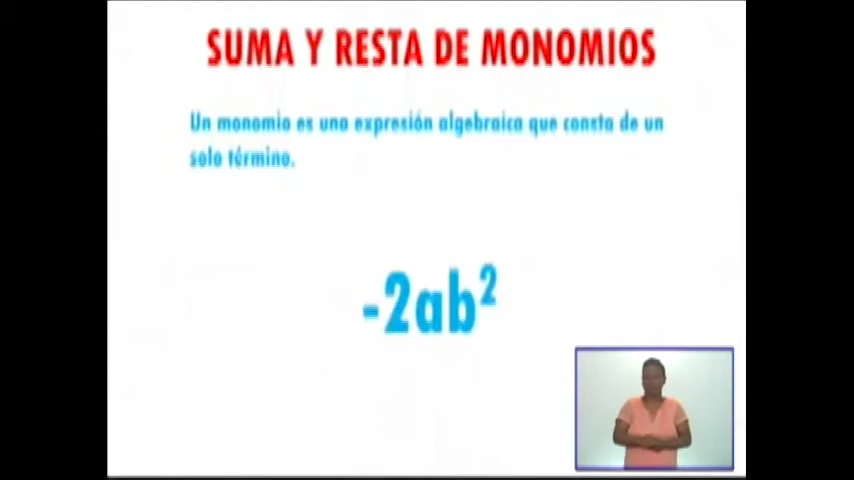 SUMA Y RESTA DE MONOMIOS
Un monomio es una expresión algebraica que consta de un
solo término.
-2ab²